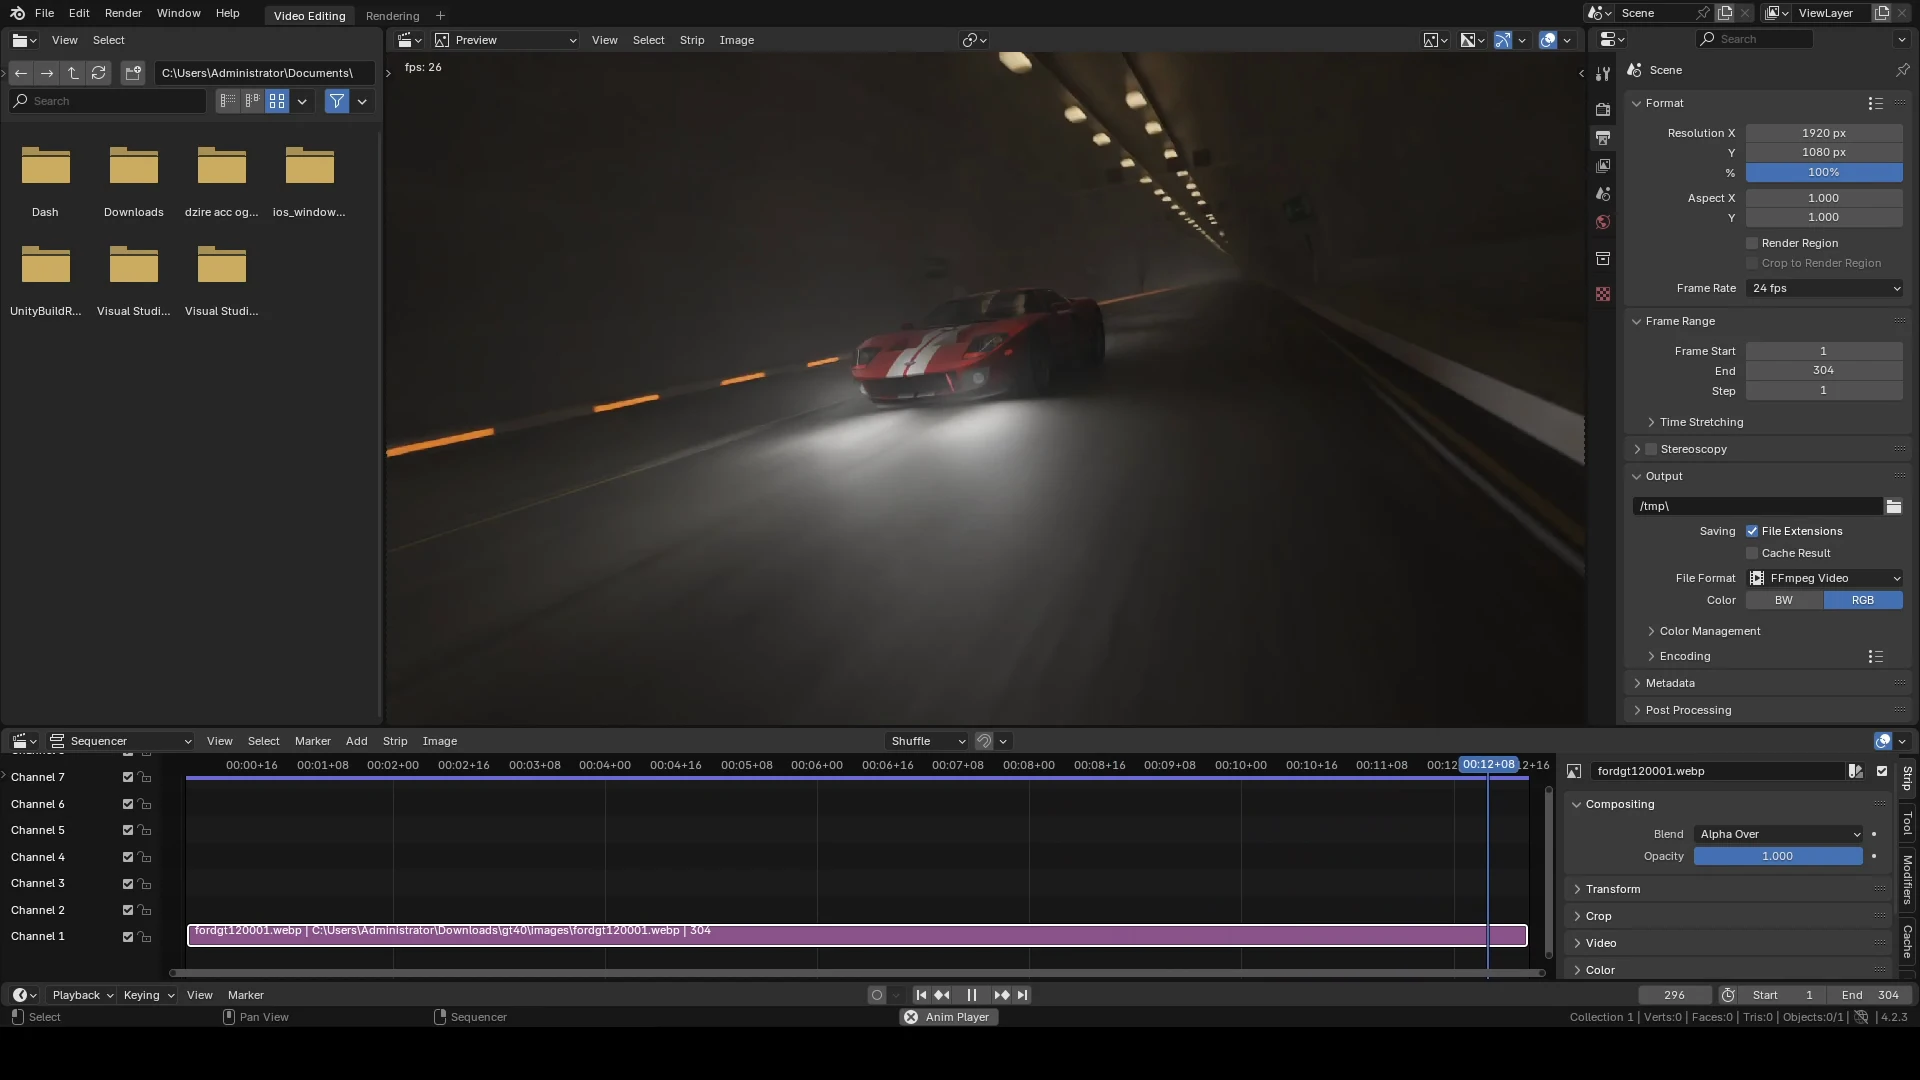 File Edit Render Window Help Video Editing Rendering + Scene ViewLayer
View Select Preview View Select Strip Image Search
C:\Users\Administrator\Documents\
Search
fps: 26
Dash Downloads dzire acc og... ios_window...
UnityBuildR... Visual Studi... Visual Studi...
Scene
Format
Resolution X 1920 px
Y 1080 px
% 100%
Aspect X 1.000
Y 1.000
Render Region
Crop to Render Region
Frame Rate 24 fps
Frame Range
Frame Start 1
End 304
Step 1
Time Stretching
Stereoscopy
Output
/tmp\
Saving File Extensions
Cache Result
File Format FFmpeg Video
Color BW RGB
Color Management
Encoding
Metadata
Post Processing
Sequencer View Select Marker Add Strip Image Shuffle
00:00+16 00:01+08 00:02+00 00:02+16 00:03+08 00:04+00 00:04+16 00:05+08 00:06+00 00:06+16 00:07+08 00:08+00 00:08+16 00:09+08 00:10+00 00:10+16 00:11+08 00:12 00:12+08 2+16
Channel 7
Channel 6
Channel 5
Channel 4
Channel 3
Channel 2
Channel 1
fordgt120001.webp | C:\Users\Administrator\Downloads\gt40\images\fordgt120001.webp | 304
fordgt120001.webp
Compositing
Blend Alpha Over
Opacity 1.000
Transform
Crop
Video
Color
Strip
Tool
Modifiers
Cache
Playback Keying View Marker 296 Start 1 End 304
Select Pan View Sequencer Anim Player Collection 1 | Verts:0 | Faces:0 | Tris:0 | Objects:0/1 | 4.2.3